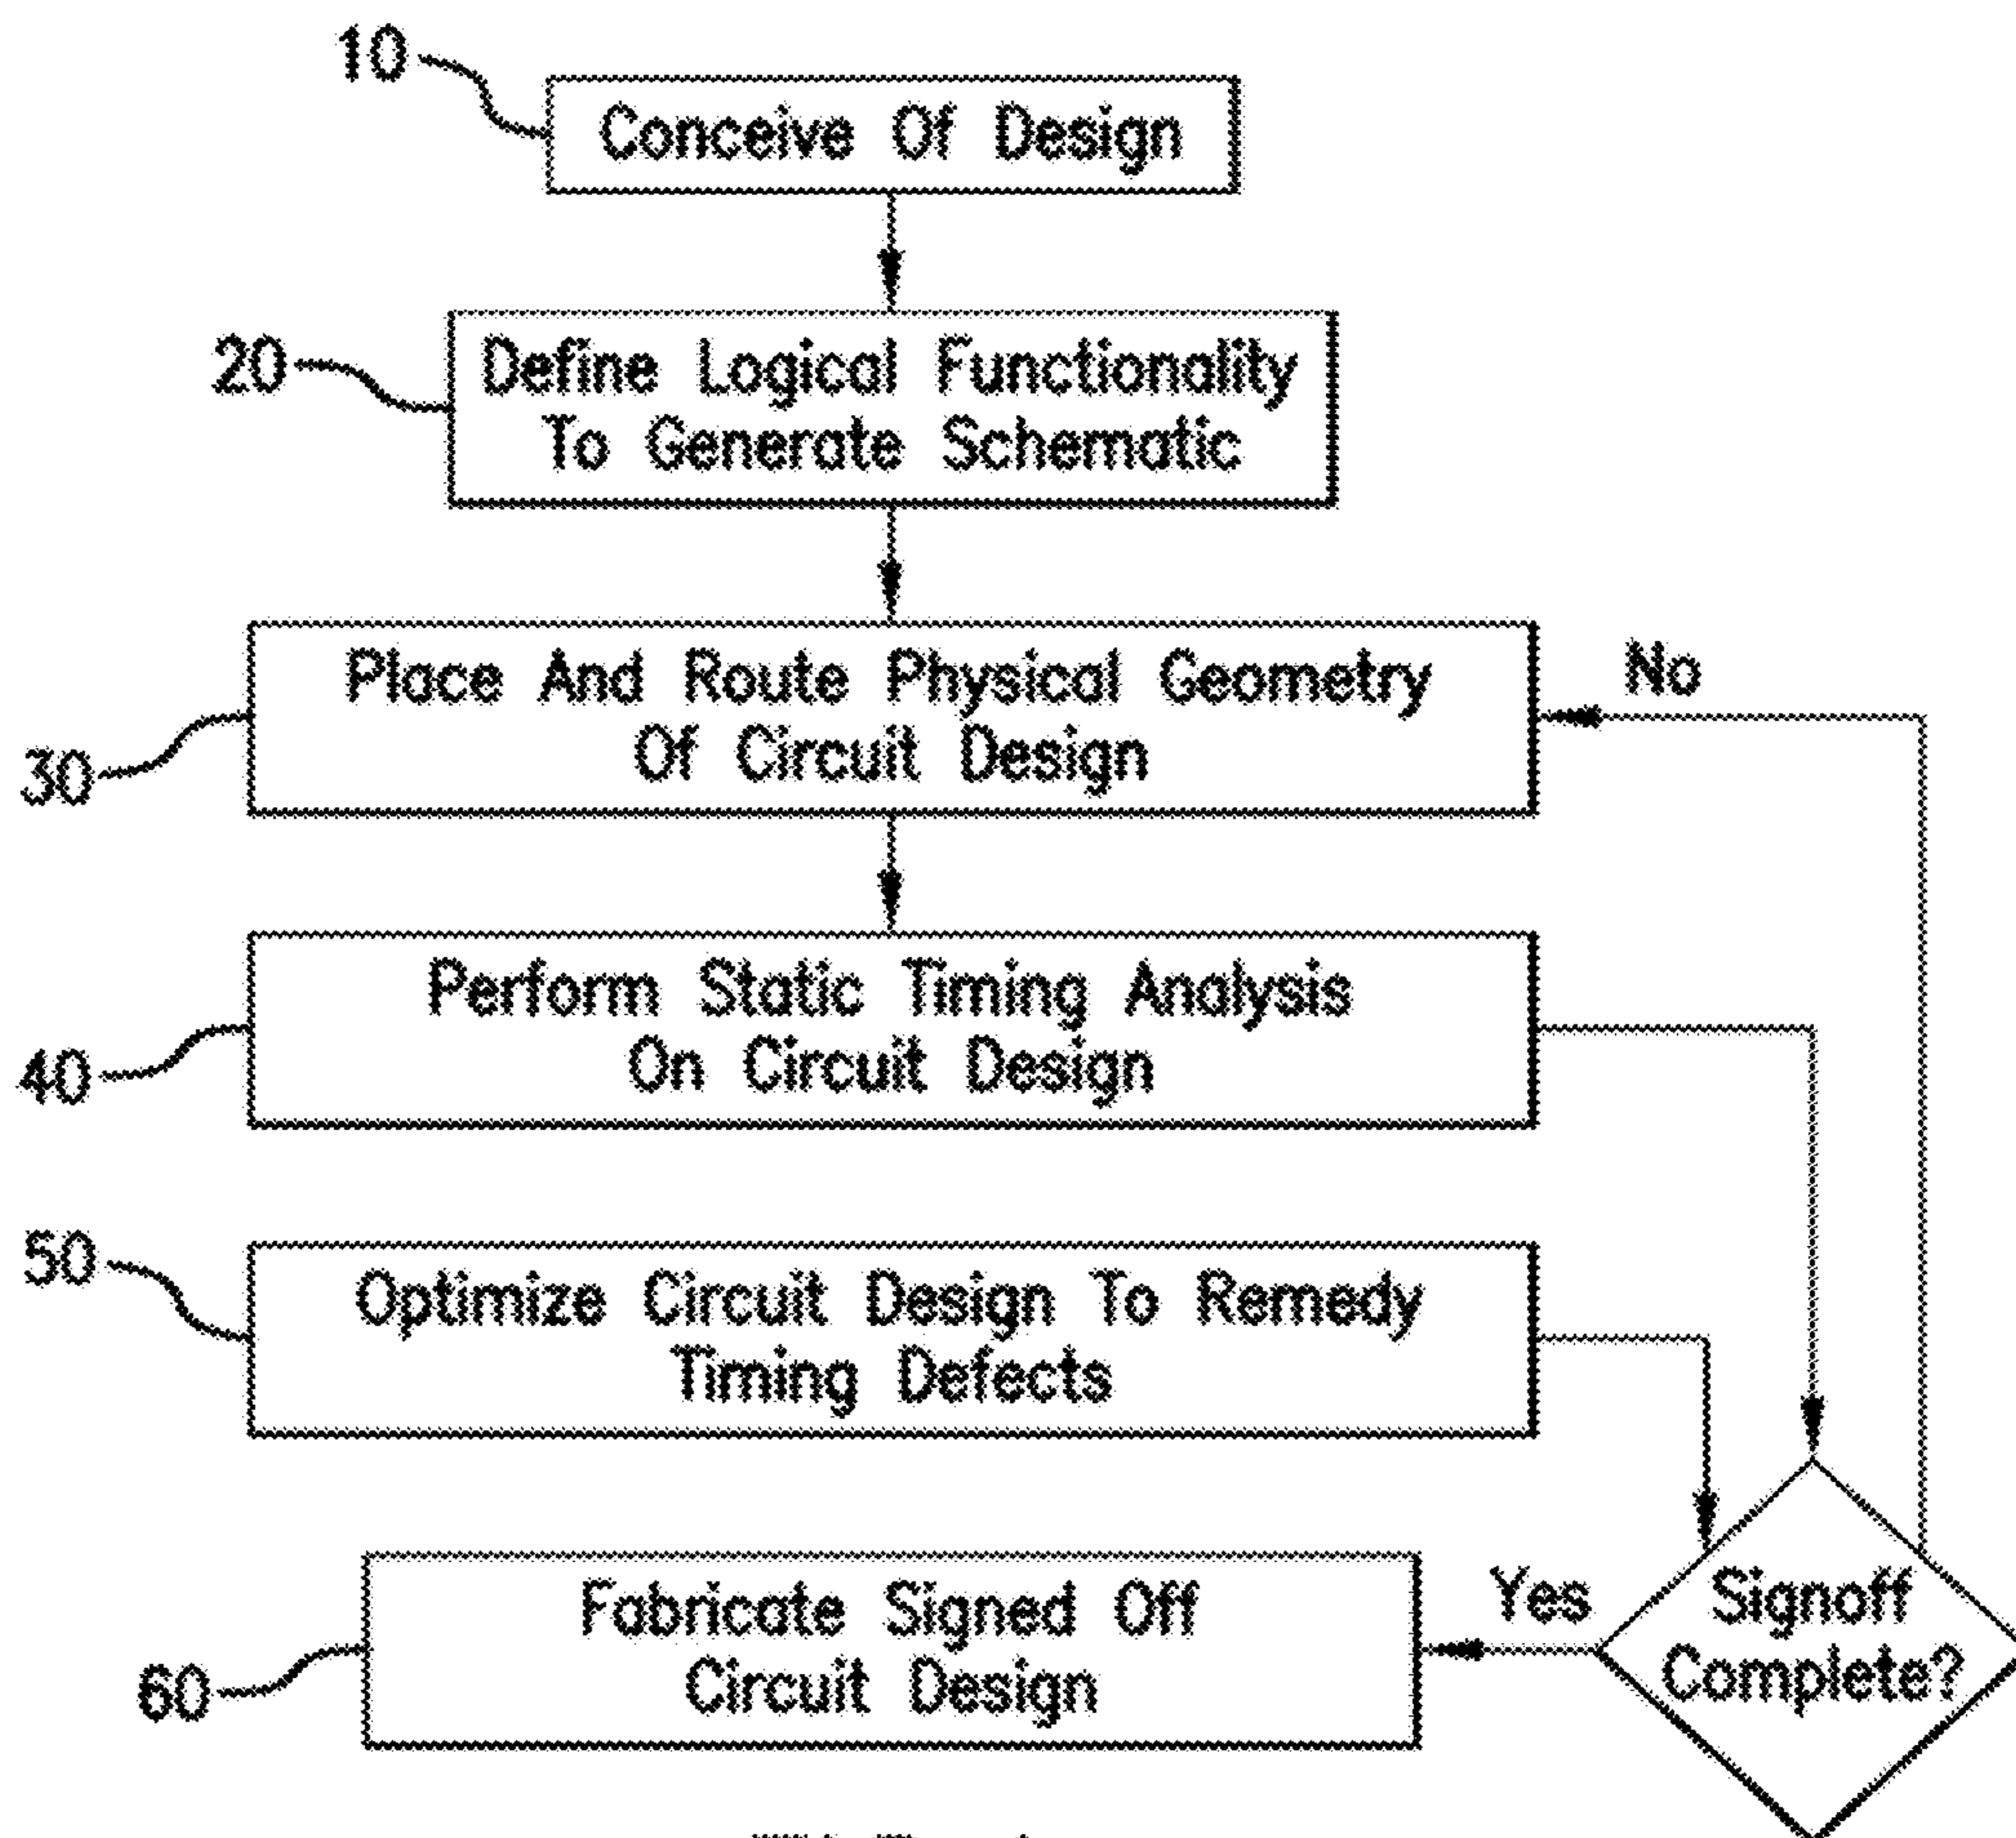 10
Conceive Of Design
20
Define Logical Functionality
To Generate Schematic
30
Place And Route Physical Geometry
Of Circuit Design
No
40
Perform Static Timing Analysis
On Circuit Design
50
Optimize Circuit Design To Remedy
Timing Defects
60
Fabricate Signed Off
Circuit Design
Yes
Signoff
Complete?